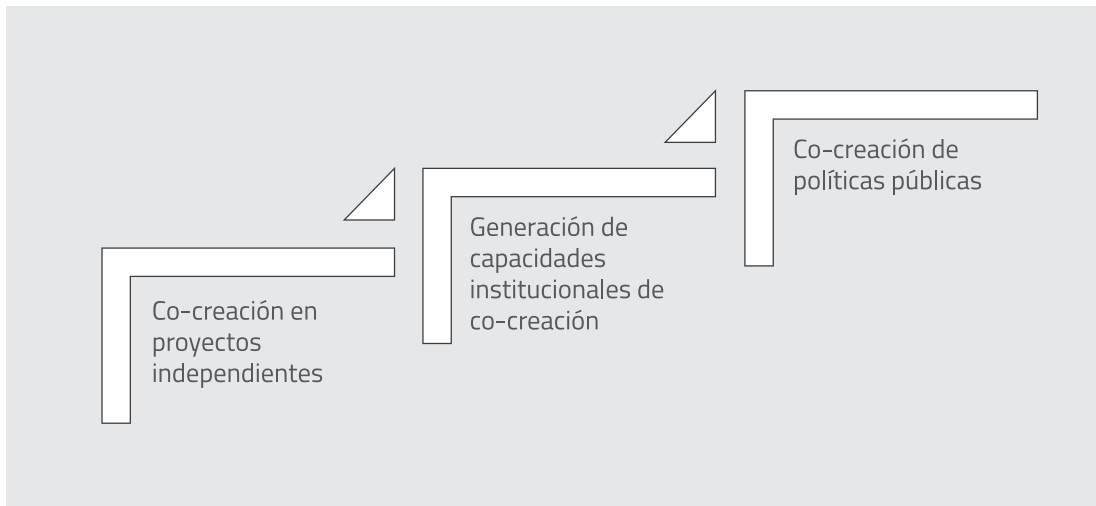 Co-creación en
proyectos
independientes
Generación de
capacidades
institucionales de
co-creación
Co-creación de
políticas públicas